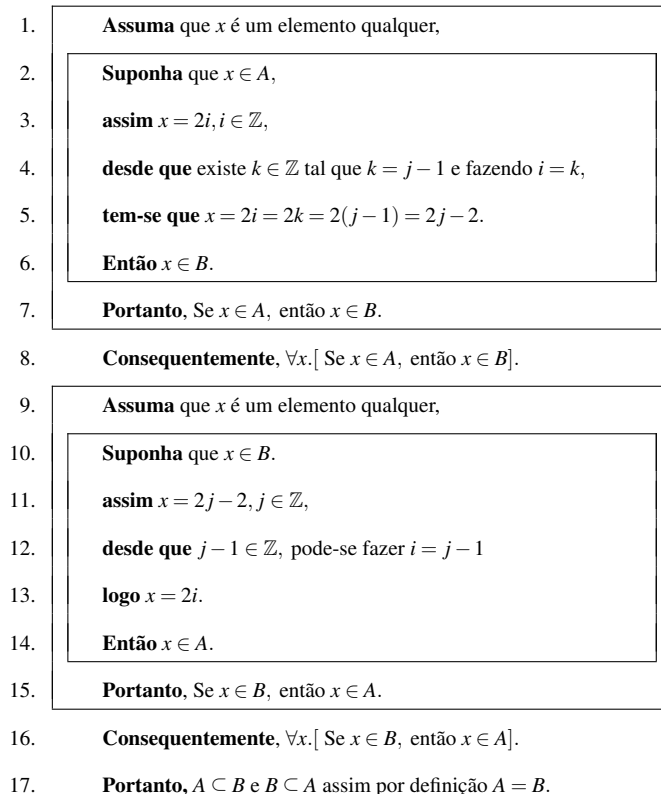 1. Assuma que x é um elemento qualquer,
2. Suponha que x ∈ A,
3. assim x = 2i, i ∈ ℤ,
4. desde que existe k ∈ ℤ tal que k = j − 1 e fazendo i = k,
5. tem-se que x = 2i = 2k = 2(j − 1) = 2j − 2.
6. Então x ∈ B.
7. Portanto, Se x ∈ A, então x ∈ B.
8. Consequentemente, ∀x.[ Se x ∈ A, então x ∈ B].
9. Assuma que x é um elemento qualquer,
10. Suponha que x ∈ B.
11. assim x = 2j − 2, j ∈ ℤ,
12. desde que j − 1 ∈ ℤ, pode-se fazer i = j − 1
13. logo x = 2i.
14. Então x ∈ A.
15. Portanto, Se x ∈ B, então x ∈ A.
16. Consequentemente, ∀x.[ Se x ∈ B, então x ∈ A].
17. Portanto, A ⊆ B e B ⊆ A assim por definição A = B.